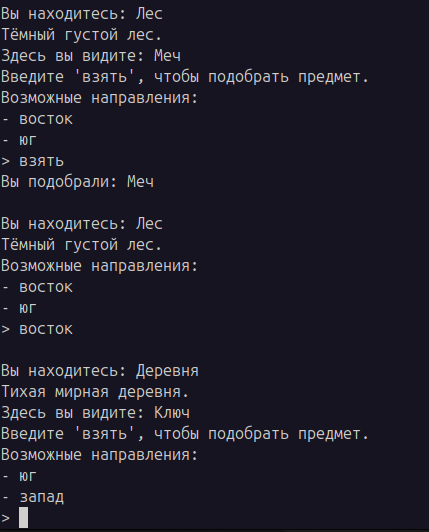 Вы находитесь: Лес
Тёмный густой лес.
Здесь вы видите: Меч
Введите 'взять', чтобы подобрать предмет.
Возможные направления:
- восток
- юг
> взять
Вы подобрали: Меч
Вы находитесь: Лес
Тёмный густой лес.
Возможные направления:
- восток
- юг
> восток
Вы находитесь: Деревня
Тихая мирная деревня.
Здесь вы видите: Ключ
Введите 'взять', чтобы подобрать предмет.
Возможные направления:
- юг
- запад
>